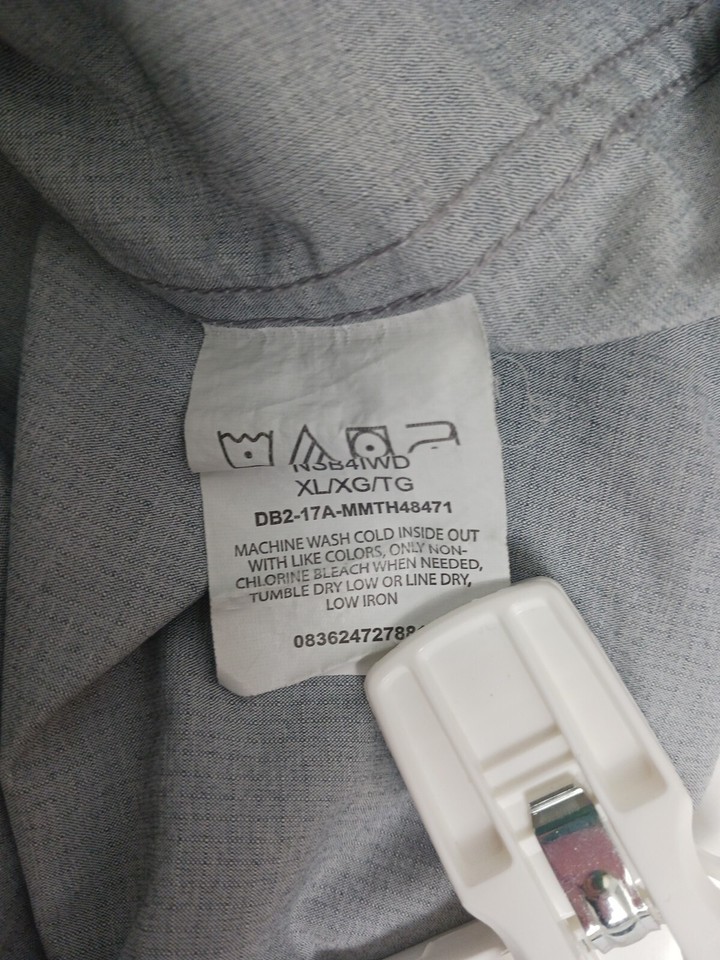 XL/XG/TG
DB2-17A-MMTH48471
MACHINE WASH COLD INSIDE OUT
WITH LIKE COLORS, ONLY NON-
CHLORINE BLEACH WHEN NEEDED,
TUMBLE DRY LOW OR LINE DRY,
LOW IRON